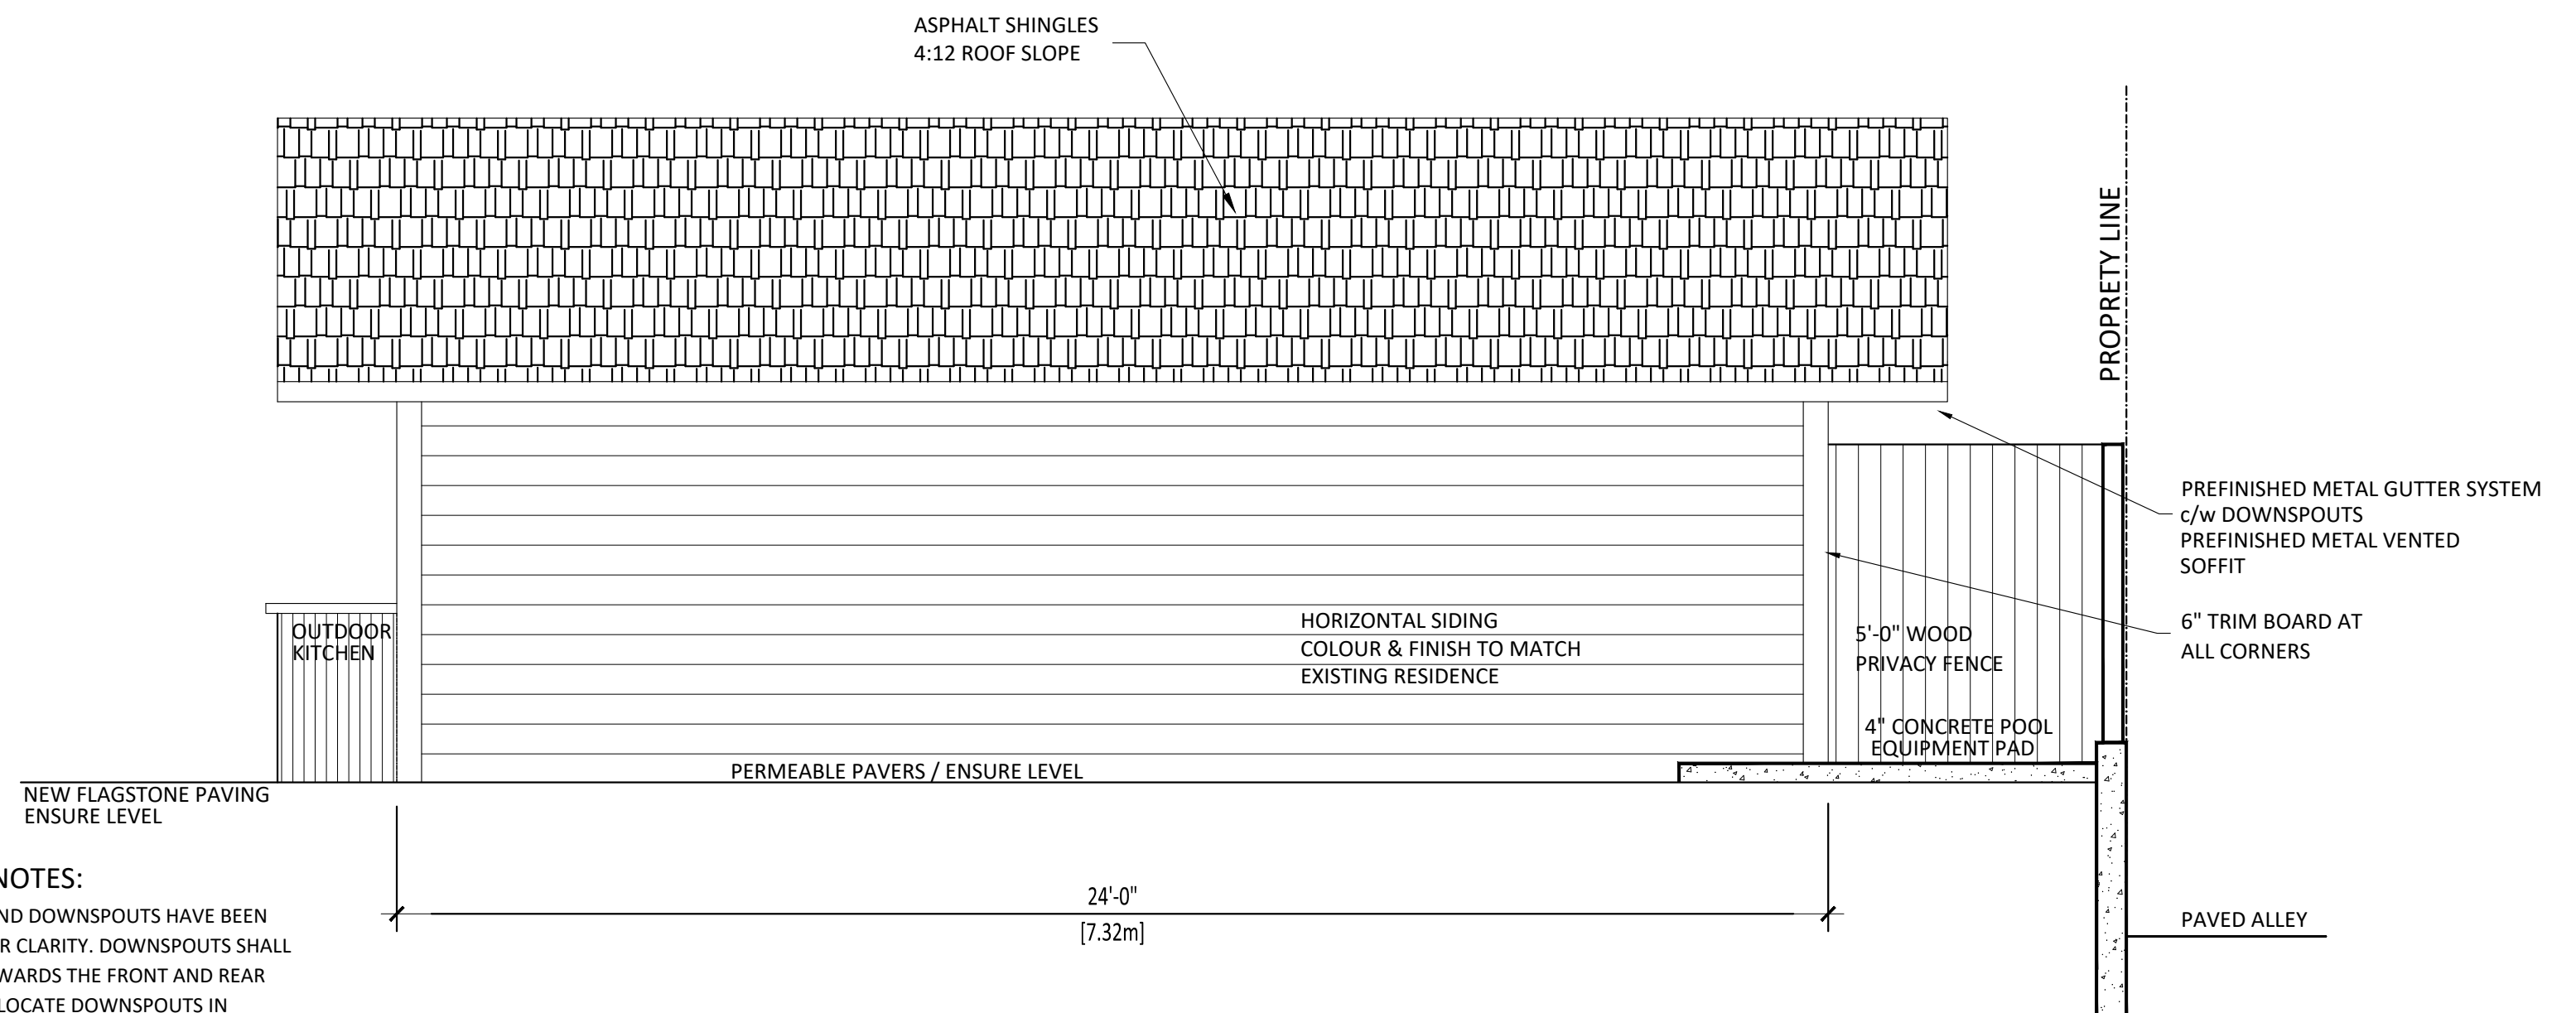 ASPHALT SHINGLES
4:12 ROOF SLOPE
PROPRETY LINE
PREFINISHED METAL GUTTER SYSTEM
c/w DOWNSPOUTS
PREFINISHED METAL VENTED
SOFFIT
6" TRIM BOARD AT
ALL CORNERS
OUTDOOR
KITCHEN
HORIZONTAL SIDING
COLOUR & FINISH TO MATCH
EXISTING RESIDENCE
5'-0" WOOD
PRIVACY FENCE
4" CONCRETE POOL
EQUIPMENT PAD
PERMEABLE PAVERS / ENSURE LEVEL
NEW FLAGSTONE PAVING
ENSURE LEVEL
24'-0"
[7.32m]
PAVED ALLEY
NOTES:
DOWNSPOUTS HAVE BEEN
CLARITY. DOWNSPOUTS SHALL
THE FRONT AND REAR
LOCATE DOWNSPOUTS IN